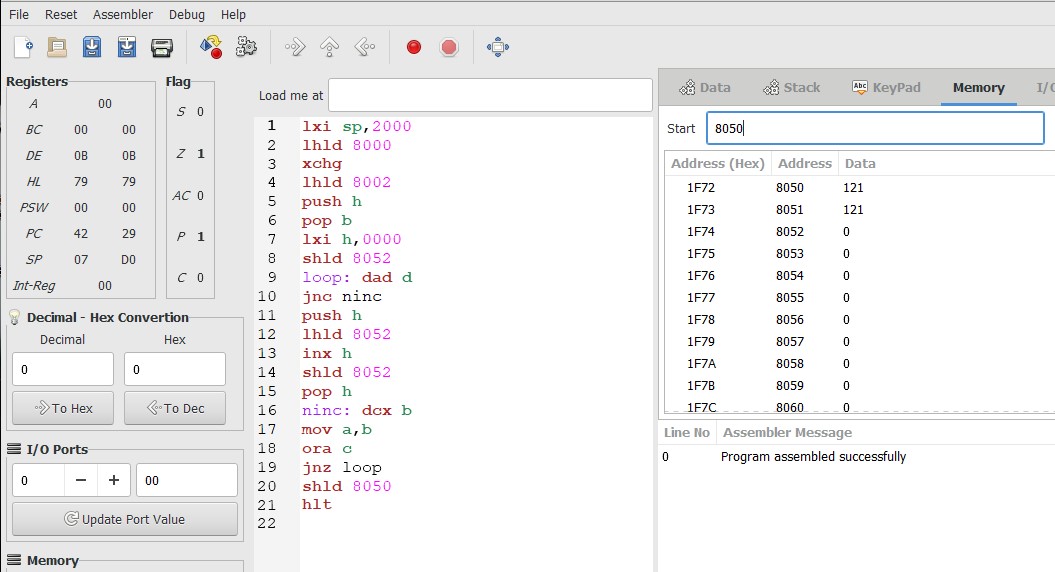 File Reset Assembler Debug Help
Registers
A 00
BC 00 00
DE 0B 0B
HL 79 79
PSW 00 00
PC 42 29
SP 07 D0
Int-Reg 00
Flag
S 0
Z 1
AC 0
P 1
C 0
Decimal - Hex Convertion
Decimal Hex
0 0
To Hex To Dec
I/O Ports
0 − + 00
Update Port Value
Memory
Load me at
1 lxi sp,2000
2 lhld 8000
3 xchg
4 lhld 8002
5 push h
6 pop b
7 lxi h,0000
8 shld 8052
9 loop: dad d
10 jnc ninc
11 push h
12 lhld 8052
13 inx h
14 shld 8052
15 pop h
16 ninc: dcx b
17 mov a,b
18 ora c
19 jnz loop
20 shld 8050
21 hlt
22
Data Stack Abc KeyPad Memory I/O
Start 8050
Address (Hex) Address Data
1F72 8050 121
1F73 8051 121
1F74 8052 0
1F75 8053 0
1F76 8054 0
1F77 8055 0
1F78 8056 0
1F79 8057 0
1F7A 8058 0
1F7B 8059 0
1F7C 8060 0
Line No Assembler Message
0 Program assembled successfully